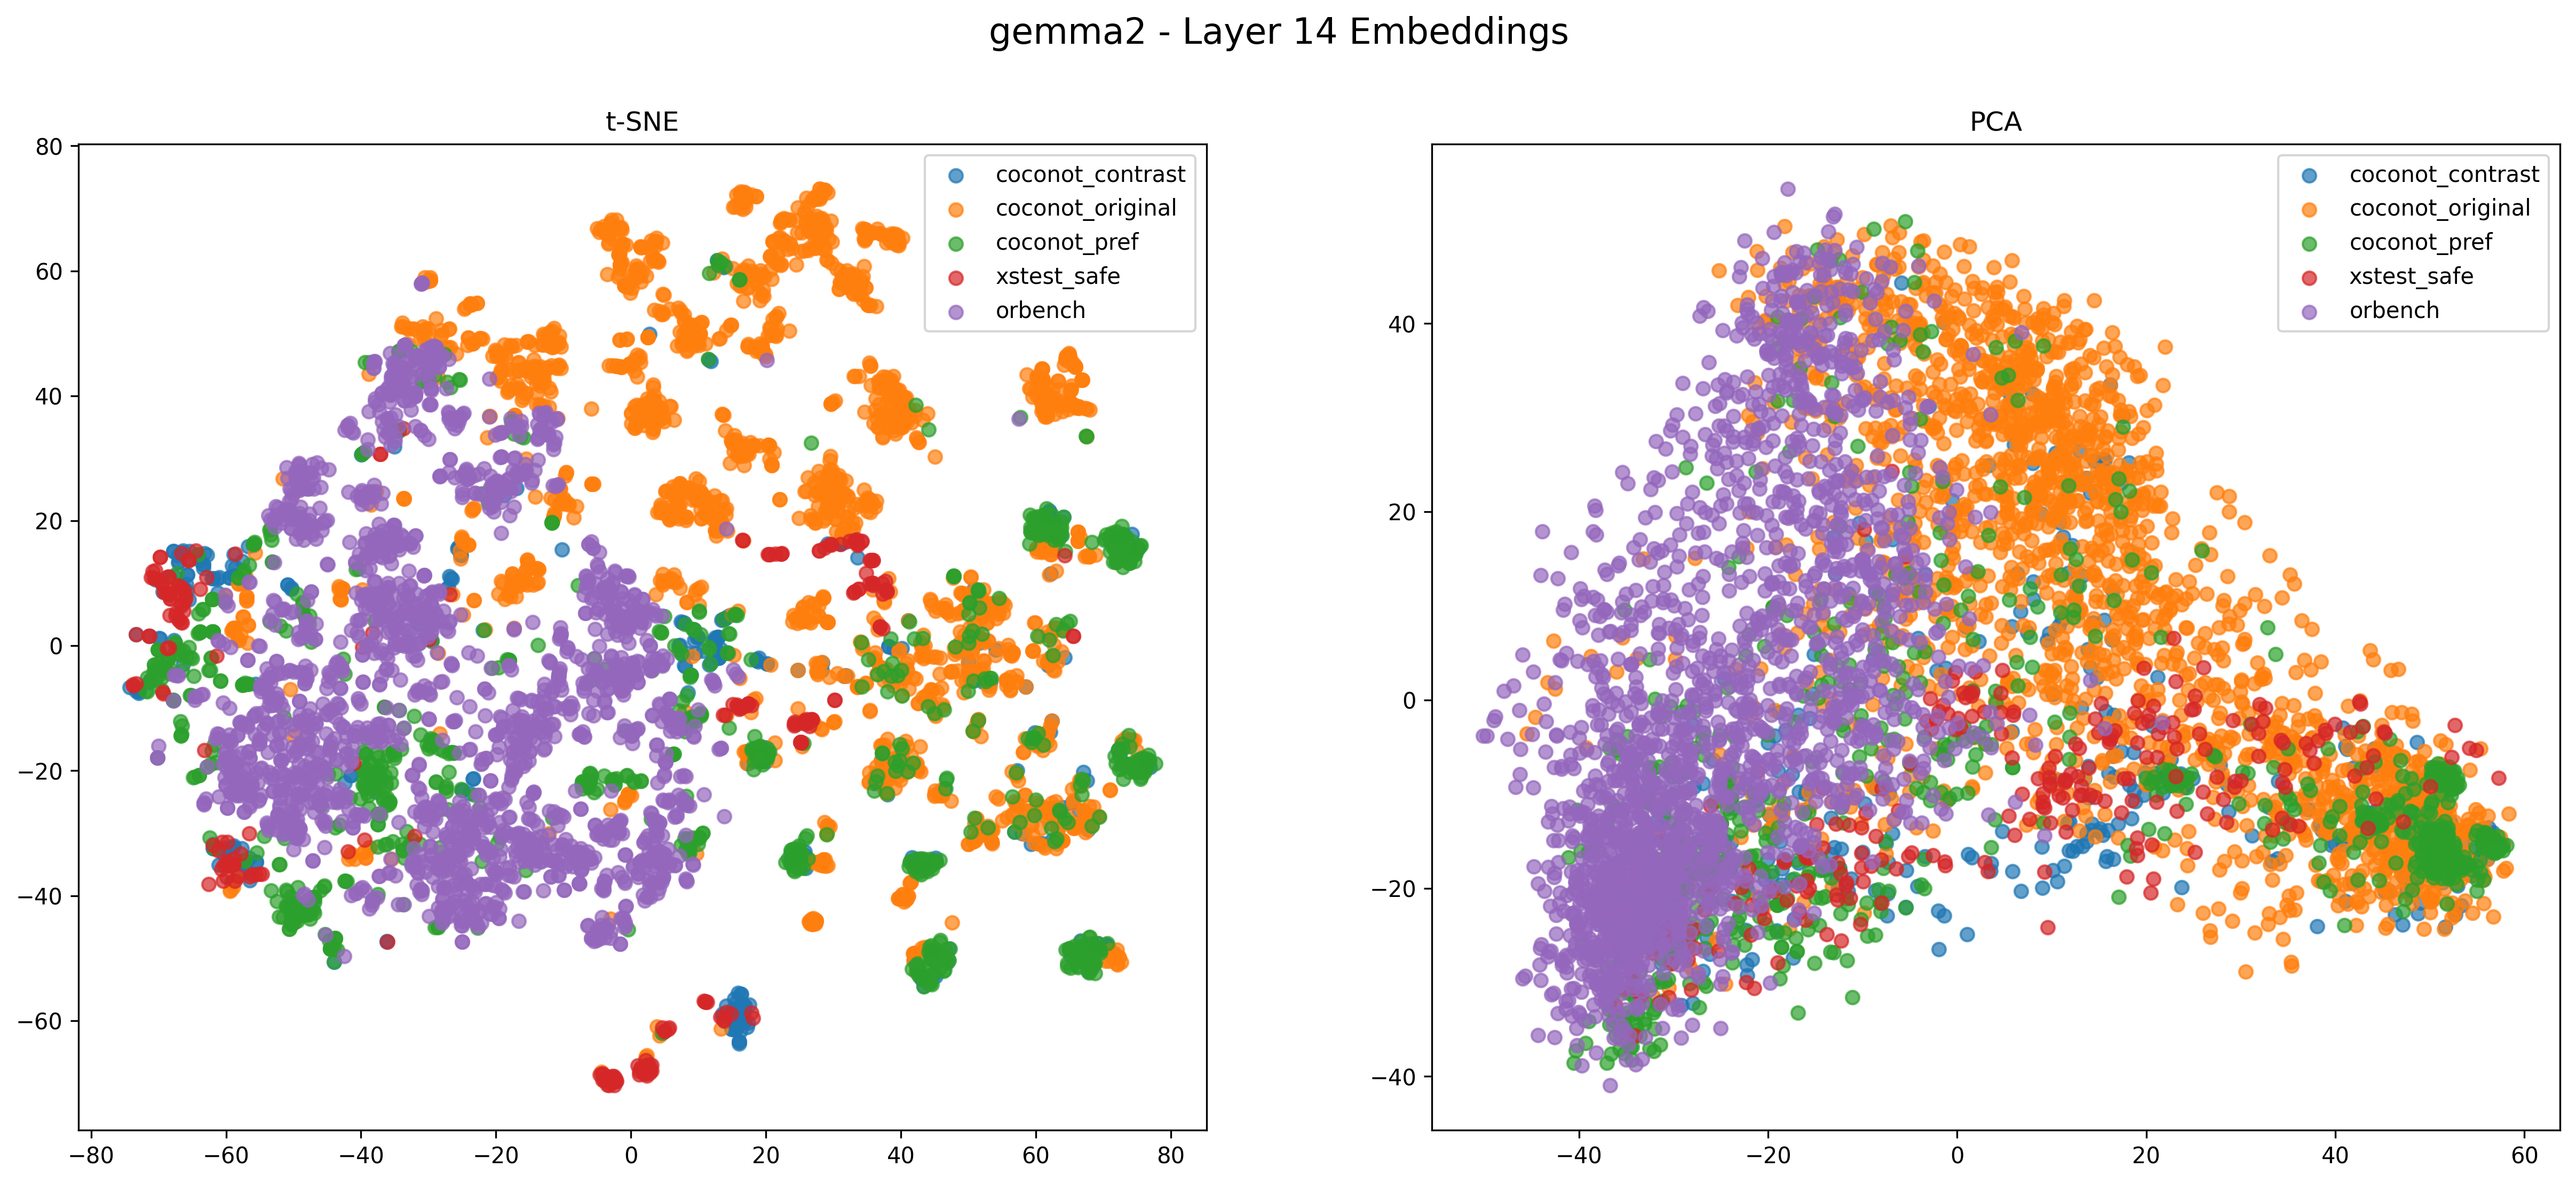 gemma2 - Layer 14 Embeddings
t-SNE
80
60
40
20
0
−20
−40
−60
−80 −60 −40 −20 0 20 40 60 80
coconot_contrast
coconot_original
coconot_pref
xstest_safe
orbench
PCA
40
20
0
−20
−40
−40 −20 0 20 40 60
coconot_contrast
coconot_original
coconot_pref
xstest_safe
orbench